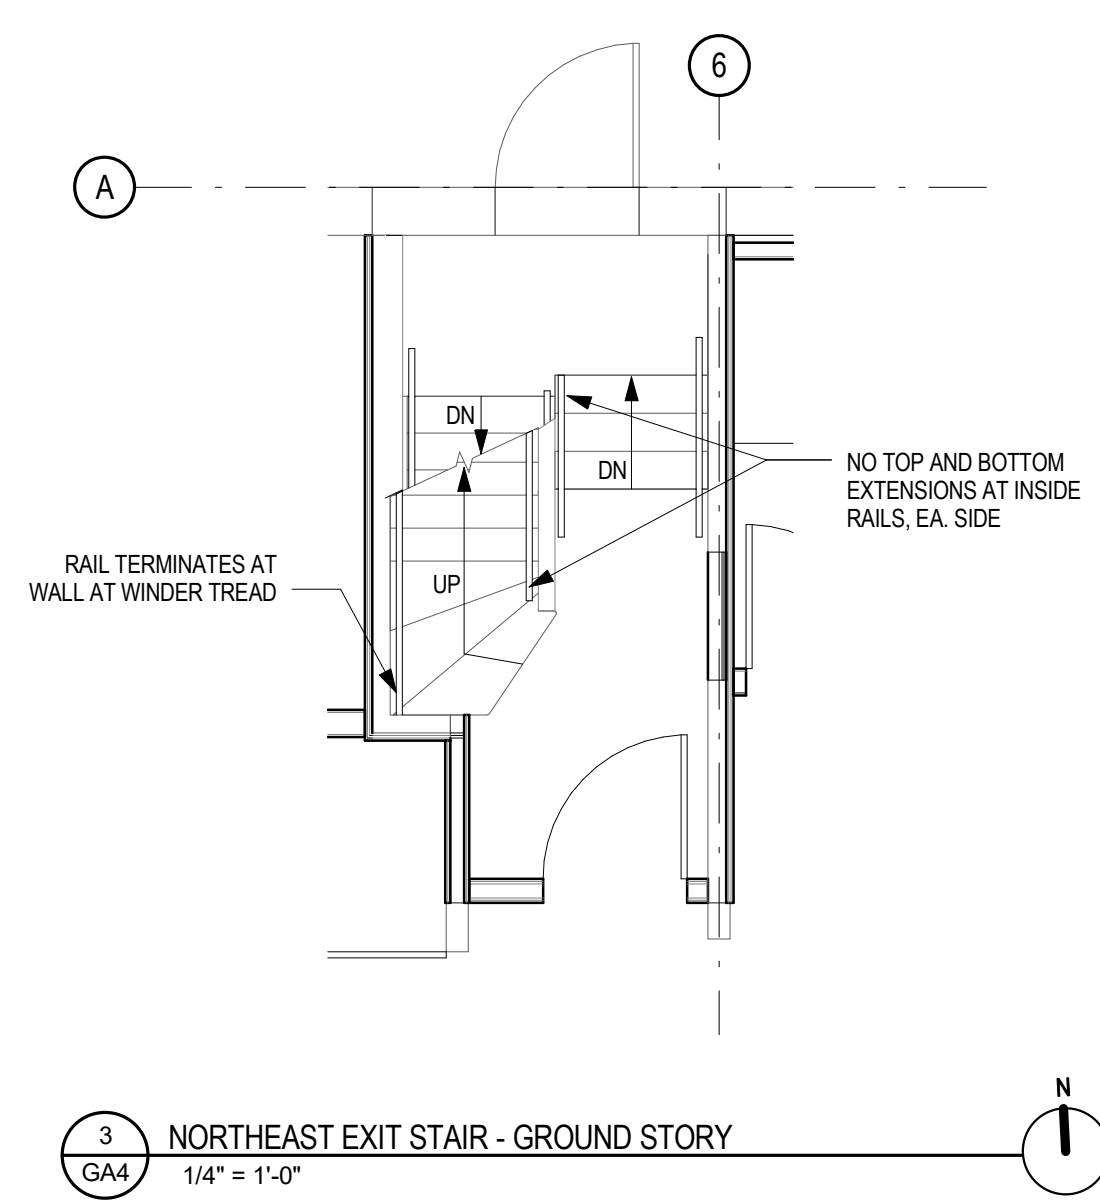 6
A
DN
DN
NO TOP AND BOTTOM
EXTENSIONS AT INSIDE
RAILS, EA. SIDE
RAIL TERMINATES AT
WALL AT WINDER TREAD
UP
N
3
GA4
NORTHEAST EXIT STAIR - GROUND STORY
1/4" = 1'-0"